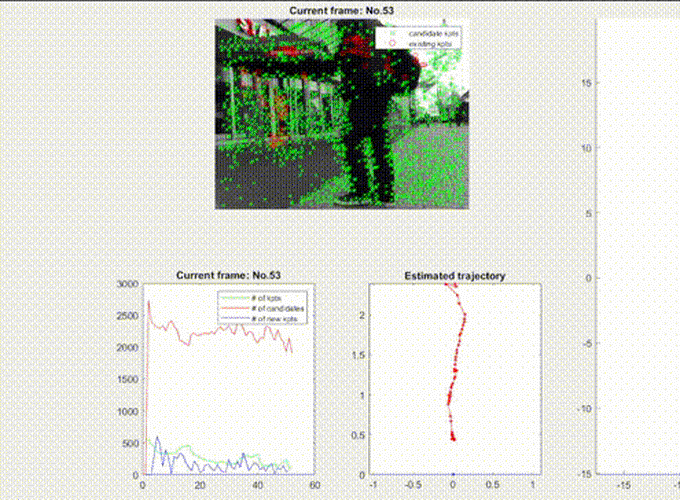 Current frame: No.53
candidate kpts
existing kpts
Current frame: No.53
# of kpts
# of candidates
# of new kpts
3000
2500
2000
1500
1000
500
0
0 20 40 60
Estimated trajectory
2
1.5
1
0.5
0
-1 -0.5 0 0.5 1
15
10
5
0
-5
-10
-15
-15